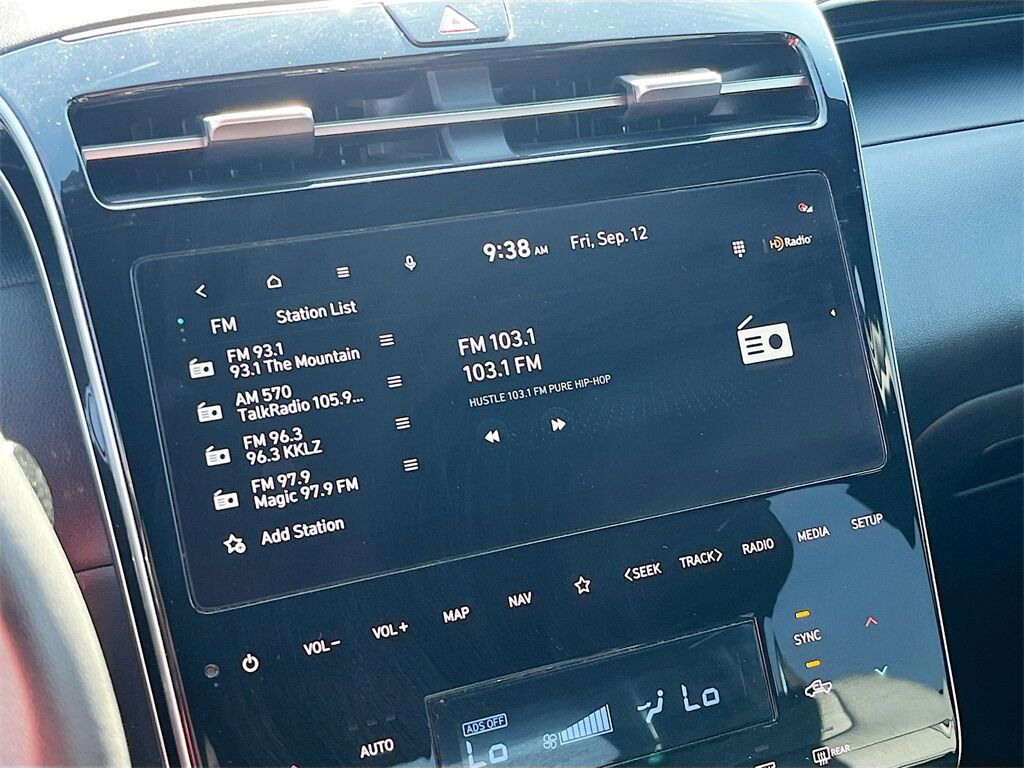 9:38 AM Fri, Sep. 12
HD Radio
FM Station List
FM 93.1
93.1 The Mountain
AM 570
TalkRadio 105.9...
FM 96.3
96.3 KKLZ
FM 97.9
Magic 97.9 FM
Add Station
FM 103.1
103.1 FM
HUSTLE 103.1 FM PURE HIP-HOP
VOL− VOL+ MAP NAV <SEEK TRACK> RADIO MEDIA SETUP
SYNC
ADS OFF
Lo
Lo
AUTO
REAR